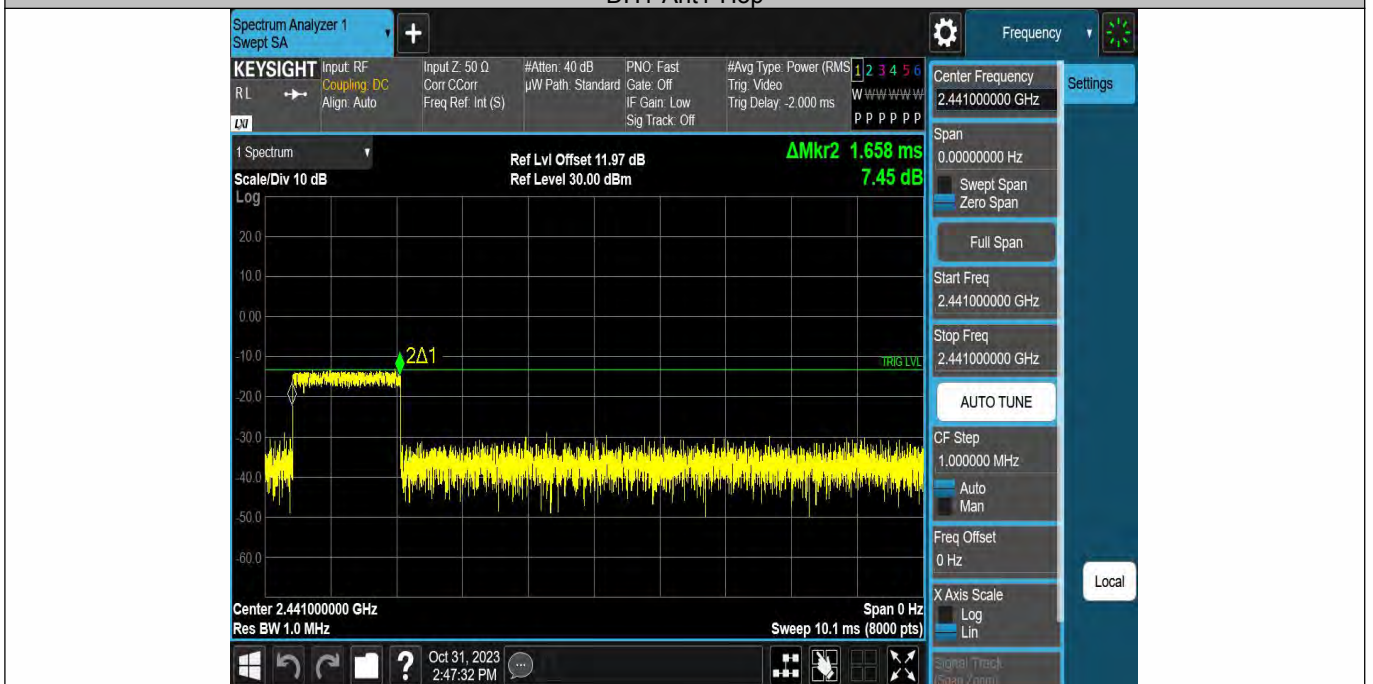 Spectrum Analyzer 1
Swept SA
Frequency
KEYSIGHT
RL
LXI
Input: RF
Coupling: DC
Align: Auto
Input Z: 50 Ω
Corr CCorr
Freq Ref: Int (S)
#Atten: 40 dB
µW Path: Standard
PNO: Fast
Gate: Off
IF Gain: Low
Sig Track: Off
#Avg Type: Power (RMS
Trig: Video
Trig Delay: -2.000 ms
1 2 3 4 5 6
W W W W W W
P P P P P P
1 Spectrum
Scale/Div 10 dB
Log
Ref Lvl Offset 11.97 dB
Ref Level 30.00 dBm
ΔMkr2 1.658 ms
7.45 dB
20.0
10.0
0.00
-10.0
-20.0
-30.0
-40.0
-50.0
-60.0
2Δ1
TRIG LVL
Center 2.441000000 GHz
Res BW 1.0 MHz
Span 0 Hz
Sweep 10.1 ms (8000 pts)
Oct 31, 2023
2:47:32 PM
Center Frequency
2.441000000 GHz
Settings
Span
0.00000000 Hz
Swept Span
Zero Span
Full Span
Start Freq
2.441000000 GHz
Stop Freq
2.441000000 GHz
AUTO TUNE
CF Step
1.000000 MHz
Auto
Man
Freq Offset
0 Hz
X Axis Scale
Log
Lin
Signal Track
(Span Zoom)
Local